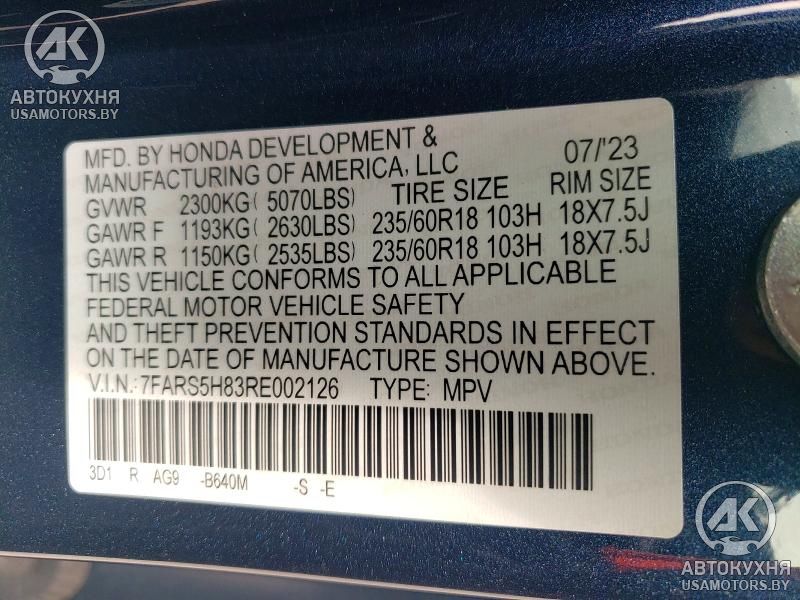 AK
АВТОКУХНЯ
USAMOTORS.BY
MFD. BY HONDA DEVELOPMENT & 07/'23
MANUFACTURING OF AMERICA, LLC
GVWR 2300KG( 5070LBS) TIRE SIZE RIM SIZE
GAWR F 1193KG( 2630LBS) 235/60R18 103H 18X7.5J
GAWR R 1150KG( 2535LBS) 235/60R18 103H 18X7.5J
THIS VEHICLE CONFORMS TO ALL APPLICABLE
FEDERAL MOTOR VEHICLE SAFETY
AND THEFT PREVENTION STANDARDS IN EFFECT
ON THE DATE OF MANUFACTURE SHOWN ABOVE.
V.I.N.:7FARS5H83RE002126 TYPE: MPV
3D1 R AG9 -B640M -S -E
AK
АВТОКУХНЯ
USAMOTORS.BY